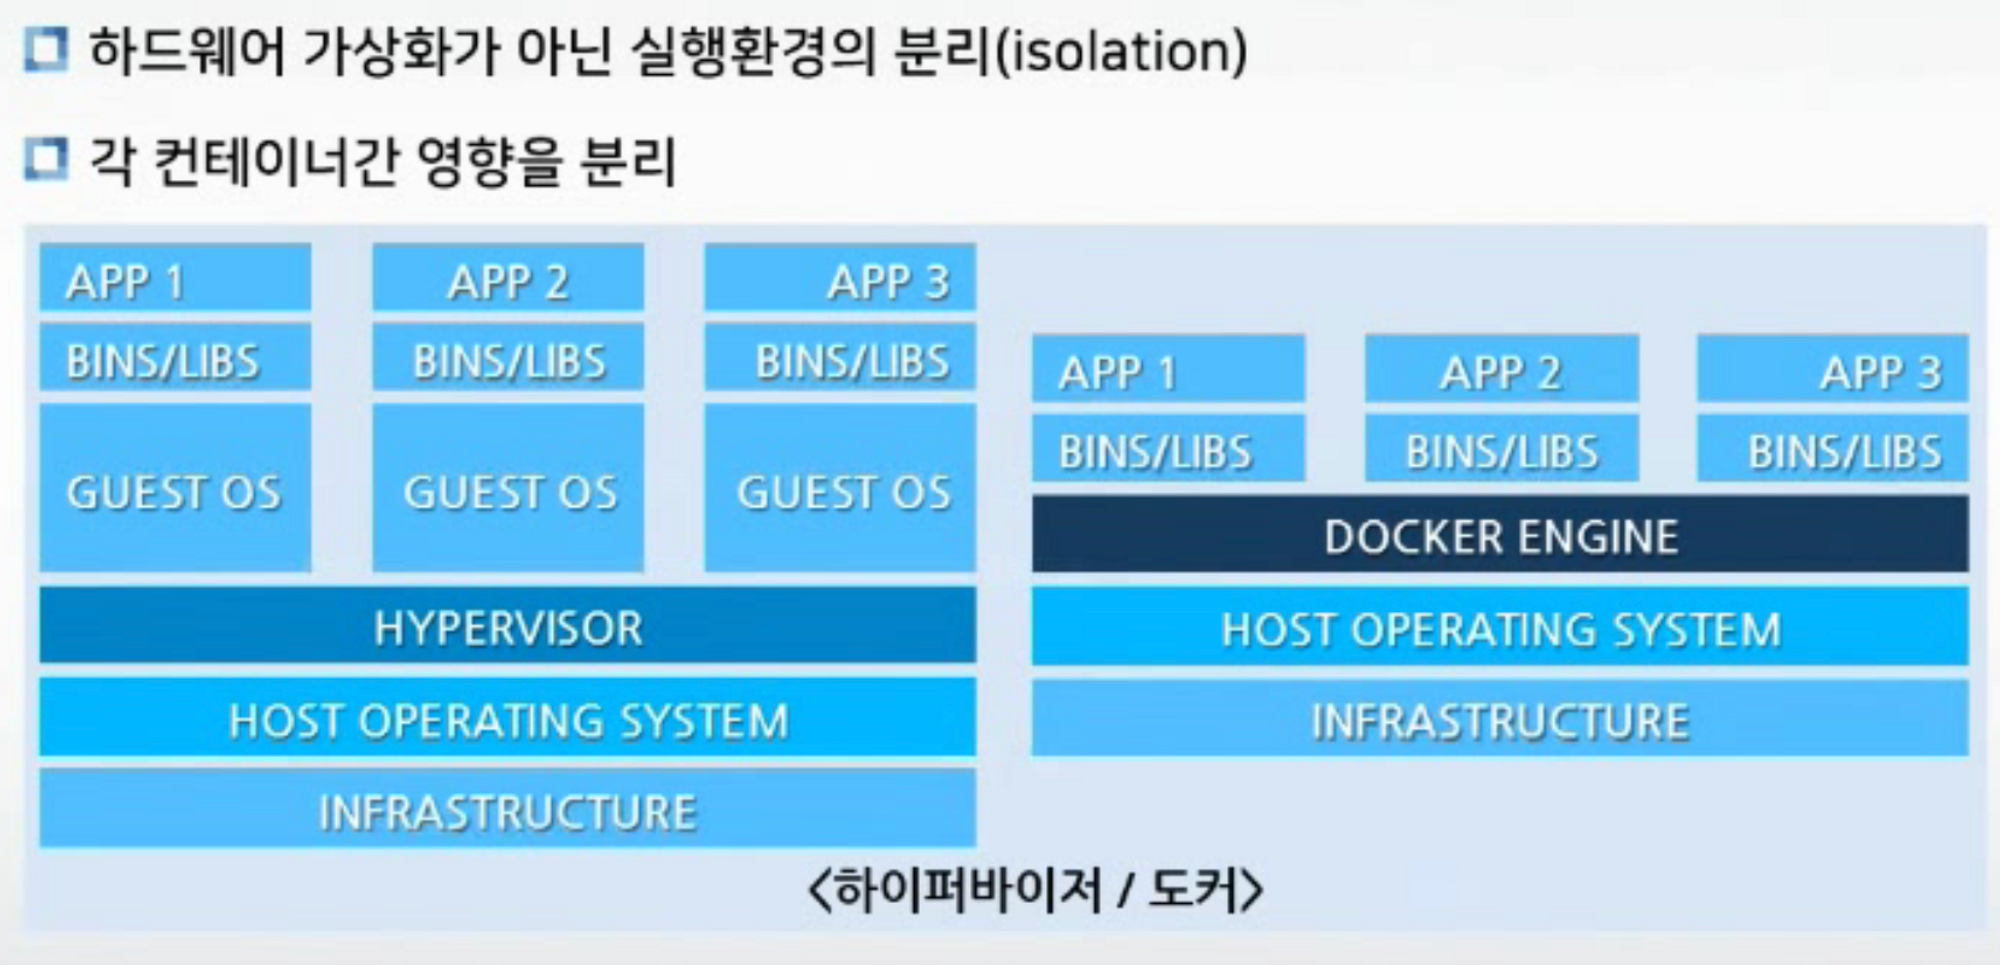 하드웨어 가상화가 아닌 실행환경의 분리(isolation)
각 컨테이너간 영향을 분리
APP 1 APP 2 APP 3
BINS/LIBS BINS/LIBS BINS/LIBS
GUEST OS GUEST OS GUEST OS
HYPERVISOR
HOST OPERATING SYSTEM
INFRASTRUCTURE
APP 1 APP 2 APP 3
BINS/LIBS BINS/LIBS BINS/LIBS
DOCKER ENGINE
HOST OPERATING SYSTEM
INFRASTRUCTURE
<하이퍼바이저 / 도커>